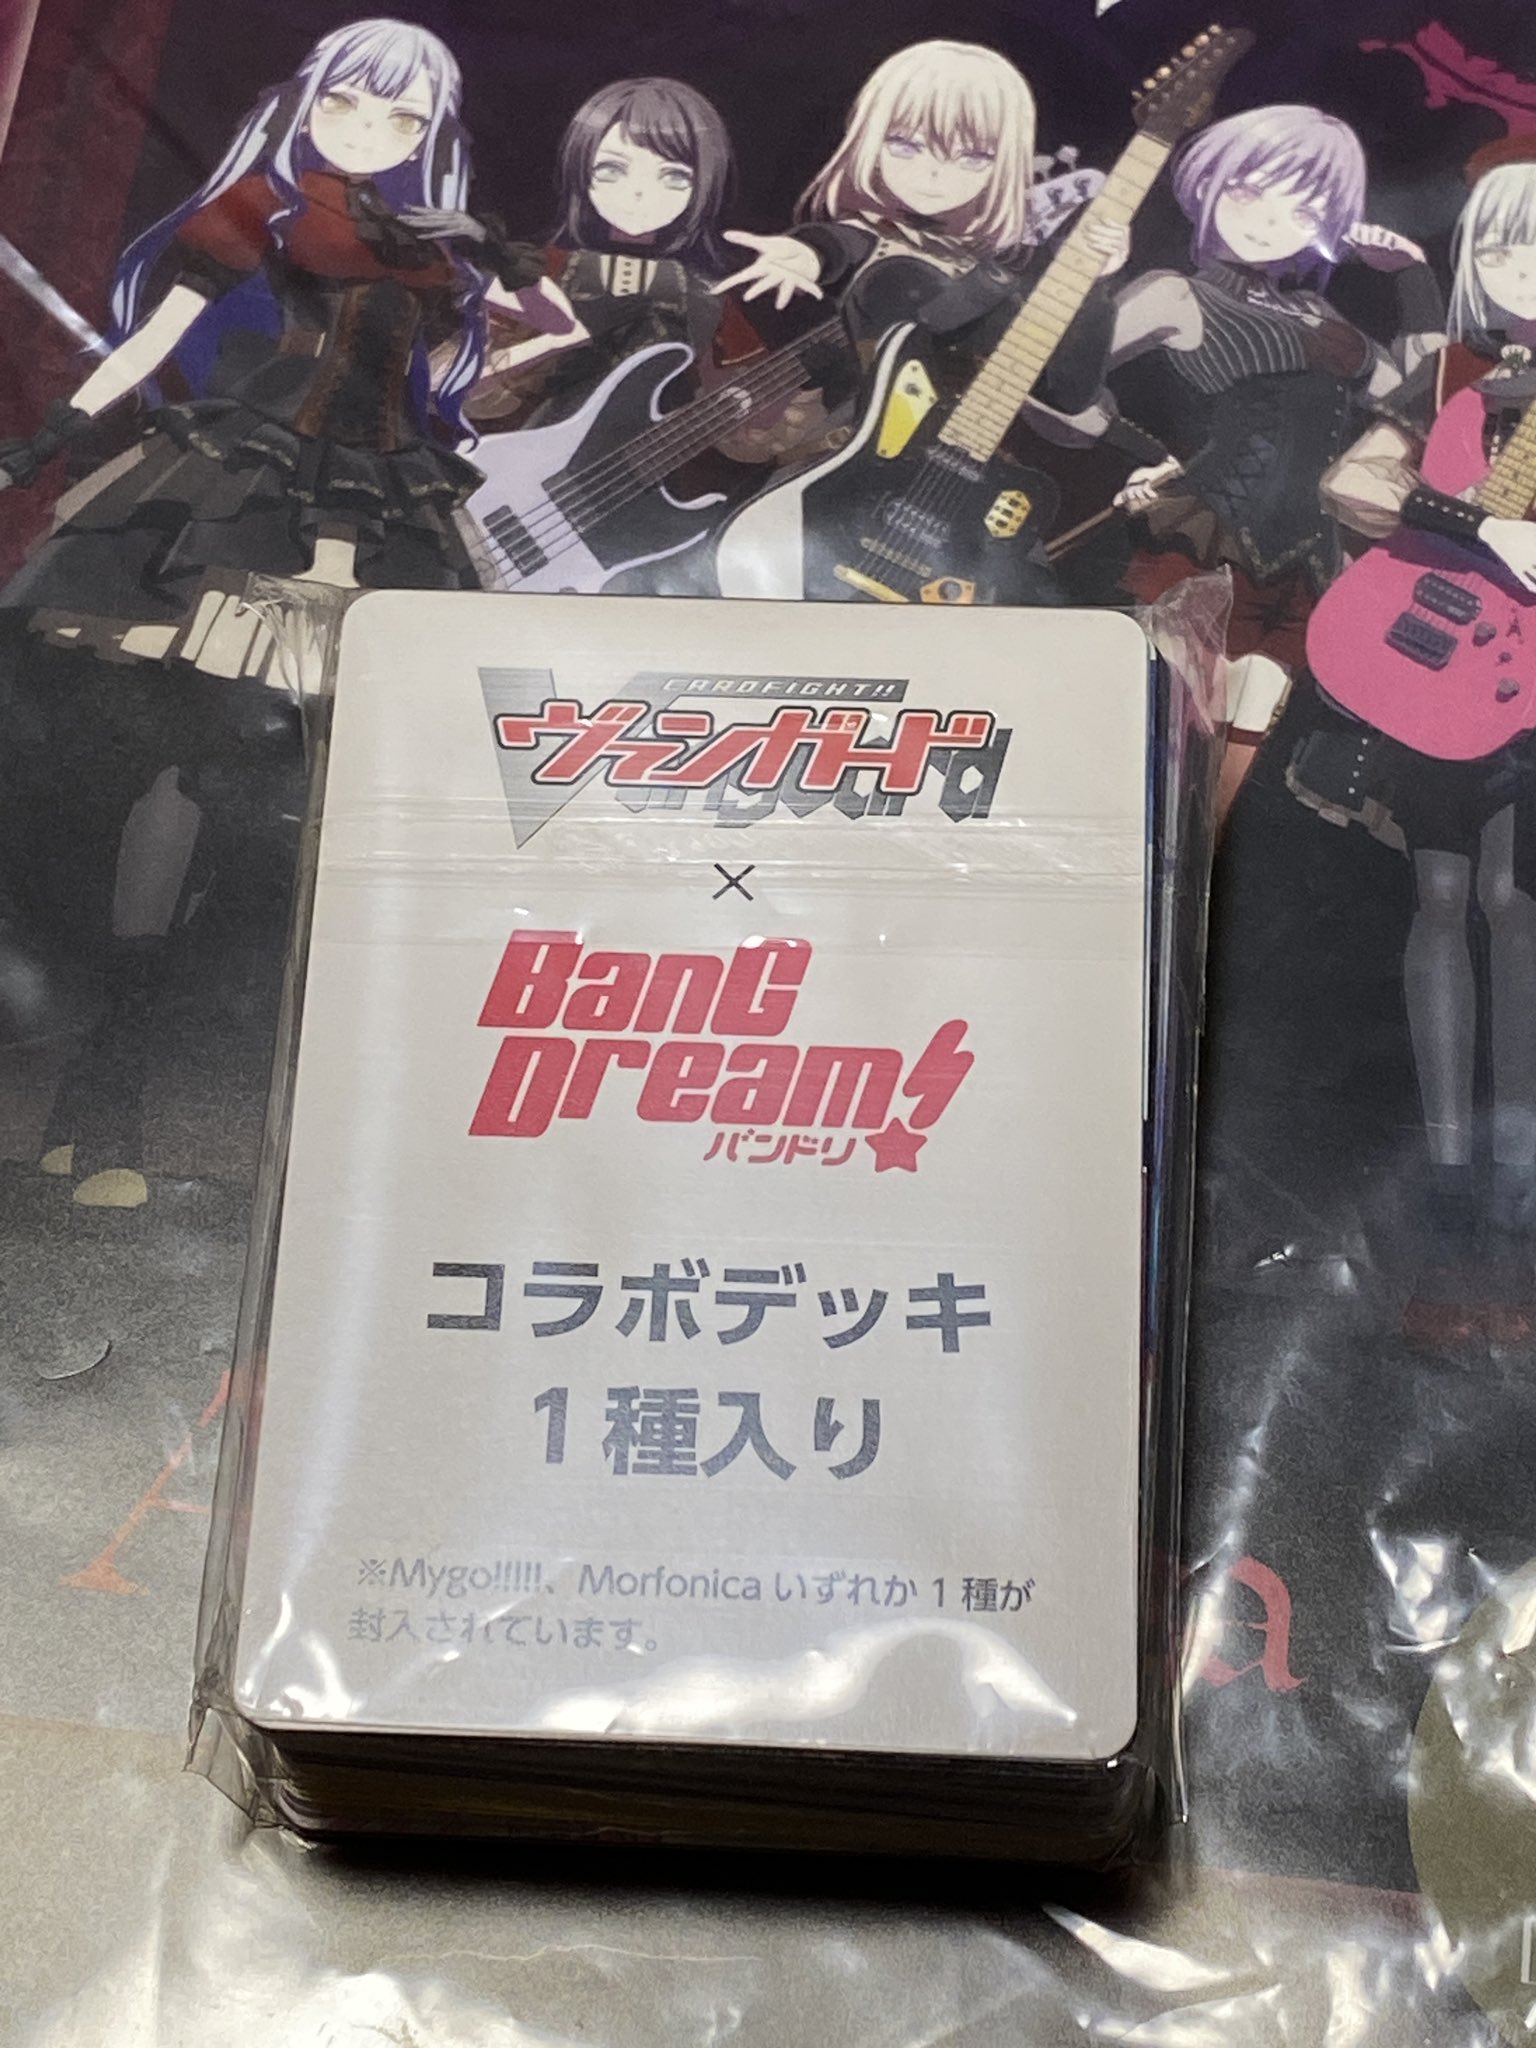 CARDFIGHT!!
ヴァンガード
Vanguard
×
BanG
Dream!
バンドリ
コラボデッキ
1種入り
※Mygo!!!!!、Morfonica いずれか 1 種が
封入されています。
A
a